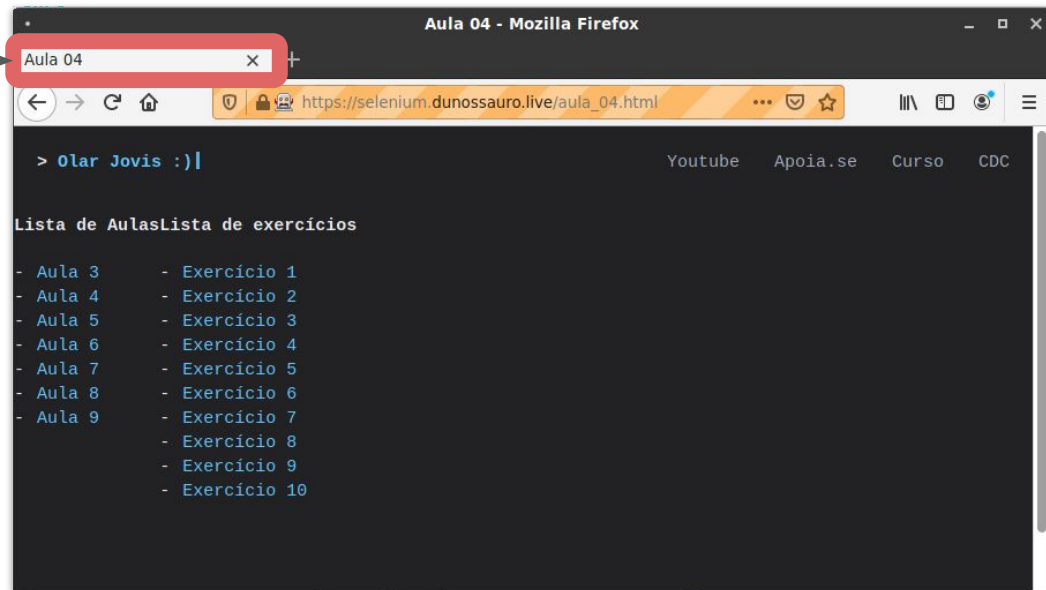 Aula 04 - Mozilla Firefox
Aula 04
https://selenium.dunossauro.live/aula_04.html
> Olar Jovis :) Youtube Apoia.se Curso CDC
Lista de AulasLista de exercícios
- Aula 3 - Exercício 1
- Aula 4 - Exercício 2
- Aula 5 - Exercício 3
- Aula 6 - Exercício 4
- Aula 7 - Exercício 5
- Aula 8 - Exercício 6
- Aula 9 - Exercício 7
- Exercício 8
- Exercício 9
- Exercício 10